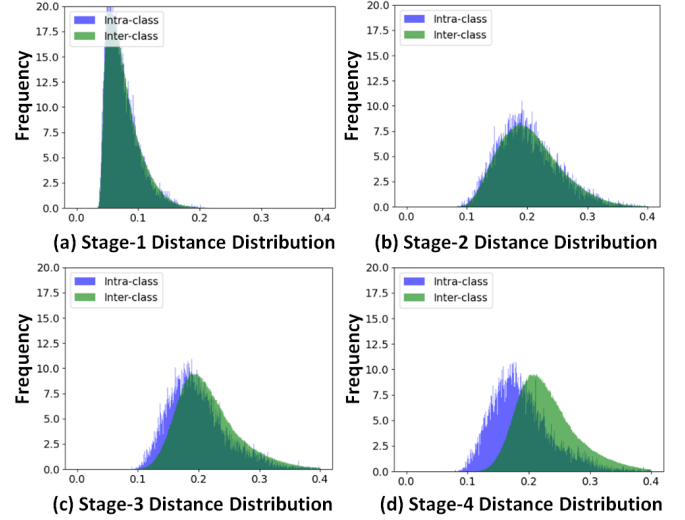 20.0
17.5
15.0
12.5
10.0
7.5
5.0
2.5
0.0
Frequency
Intra-class
Inter-class
0.0 0.1 0.2 0.3 0.4
(a) Stage-1 Distance Distribution
20.0
17.5
15.0
12.5
10.0
7.5
5.0
2.5
0.0
Frequency
Intra-class
Inter-class
0.0 0.1 0.2 0.3 0.4
(b) Stage-2 Distance Distribution
20.0
17.5
15.0
12.5
10.0
7.5
5.0
2.5
0.0
Frequency
Intra-class
Inter-class
0.0 0.1 0.2 0.3 0.4
(c) Stage-3 Distance Distribution
20.0
17.5
15.0
12.5
10.0
7.5
5.0
2.5
0.0
Frequency
Intra-class
Inter-class
0.0 0.1 0.2 0.3 0.4
(d) Stage-4 Distance Distribution